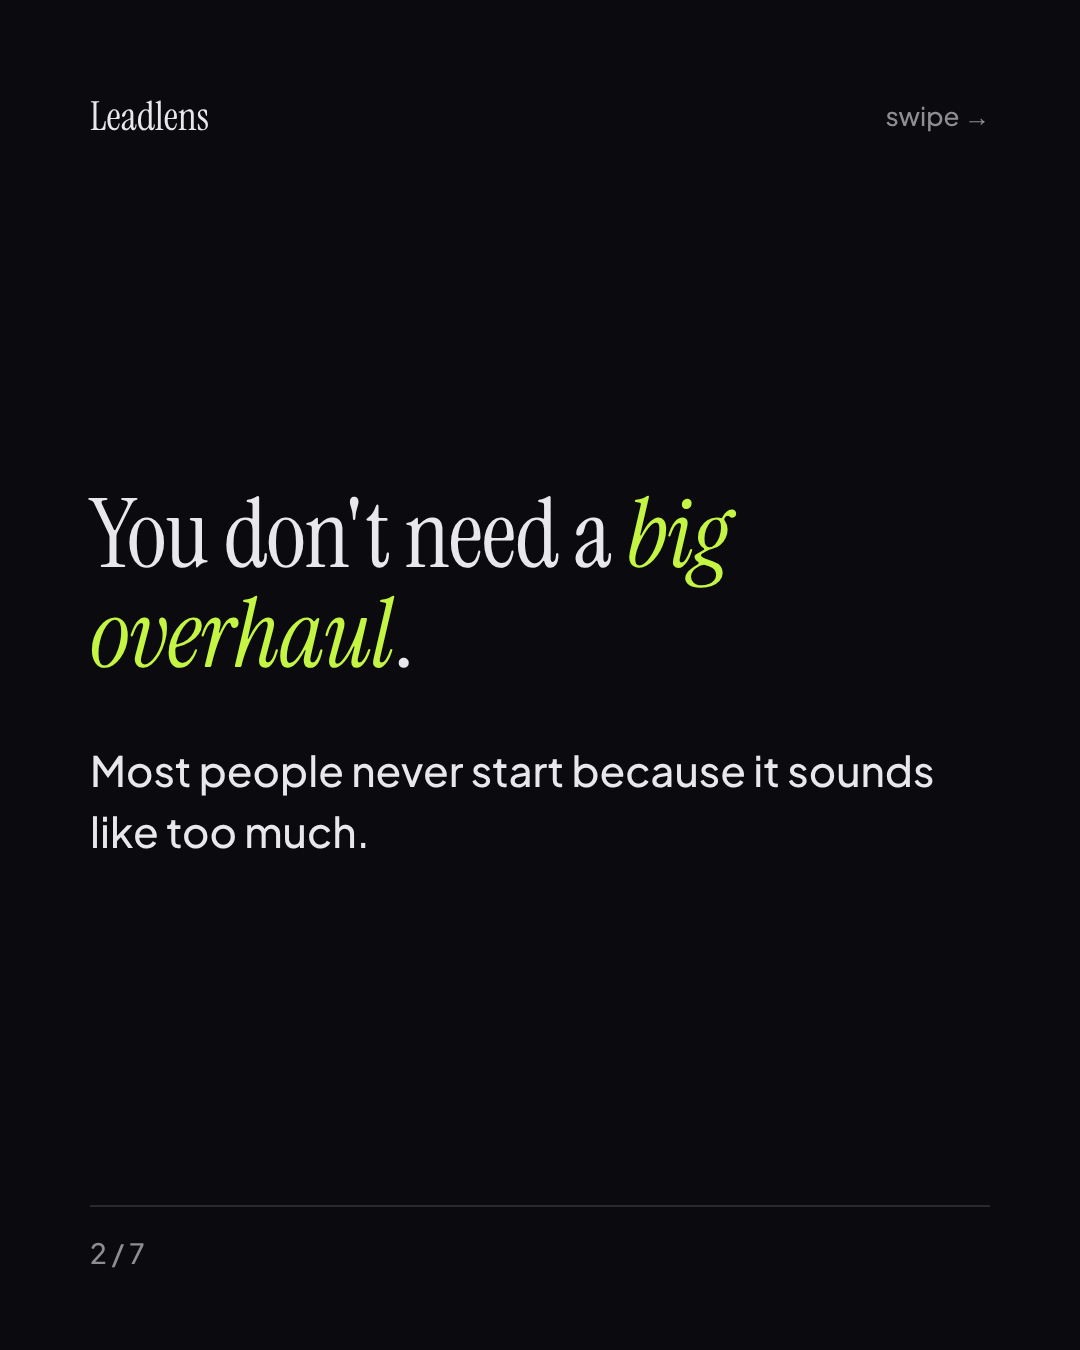 Leadlens
swipe →
You don't need a big
overhaul.
Most people never start because it sounds
like too much.
2 / 7